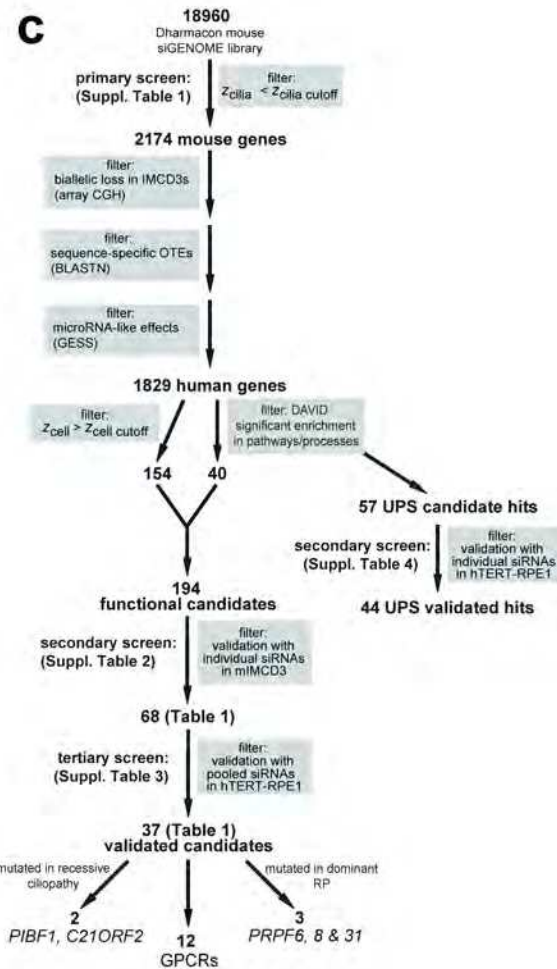 C
18960
Dharmacon mouse
siGENOME library
primary screen:
(Suppl. Table 1)
filter:
zcilia < zcilia cutoff
2174 mouse genes
filter:
biallelic loss in IMCD3s
(array CGH)
filter:
sequence-specific OTEs
(BLASTN)
filter:
microRNA-like effects
(GESS)
1829 human genes
filter:
zcell > zcell cutoff
filter: DAVID
significant enrichment
in pathways/processes
154
40
57 UPS candidate hits
secondary screen:
(Suppl. Table 4)
filter:
validation with
individual siRNAs
in hTERT-RPE1
44 UPS validated hits
194
functional candidates
secondary screen:
(Suppl. Table 2)
filter:
validation with
individual siRNAs
in mIMCD3
68 (Table 1)
tertiary screen:
(Suppl. Table 3)
filter:
validation with
pooled siRNAs
in hTERT-RPE1
37 (Table 1)
validated candidates
mutated in recessive
ciliopathy
mutated in dominant
RP
2
PIBF1, C21ORF2
12
GPCRs
3
PRPF6, 8 & 31